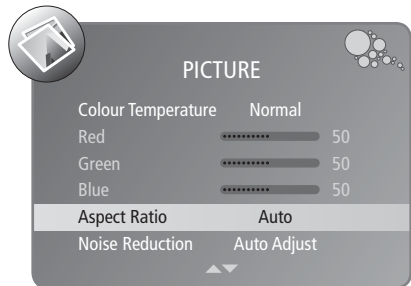 PICTURE
Colour Temperature Normal
Red 50
Green 50
Blue 50
Aspect Ratio Auto
Noise Reduction Auto Adjust